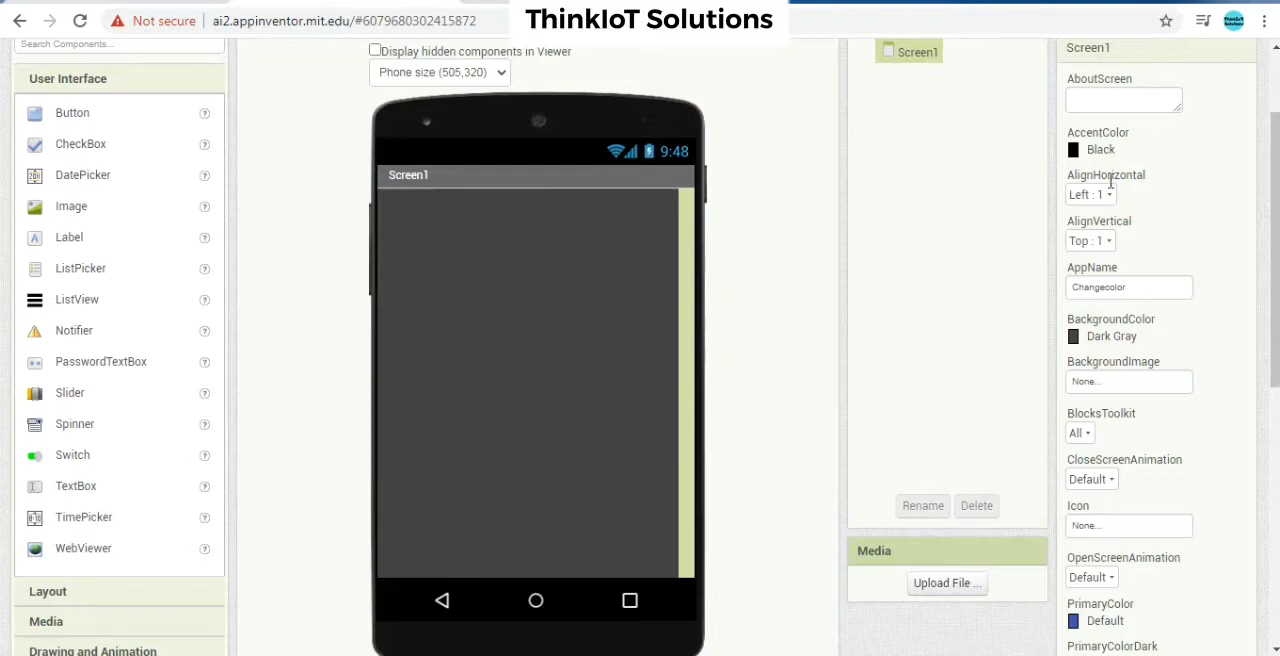 ThinkIoT Solutions
Not secure
ai2.appinventor.mit.edu/#6079680302415872
Search Components...
User Interface
Button
CheckBox
DatePicker
Image
Label
ListPicker
ListView
Notifier
PasswordTextBox
Slider
Spinner
Switch
TextBox
TimePicker
WebViewer
Layout
Media
Drawing and Animation
Display hidden components in Viewer
Phone size (505,320)
9:48
Screen1
Screen1
Rename
Delete
Media
Upload File ...
Screen1
AboutScreen
AccentColor
Black
AlignHorizontal
Left : 1
AlignVertical
Top : 1
AppName
Changecolor
BackgroundColor
Dark Gray
BackgroundImage
None...
BlocksToolkit
All
CloseScreenAnimation
Default
Icon
None...
OpenScreenAnimation
Default
PrimaryColor
Default
PrimaryColorDark